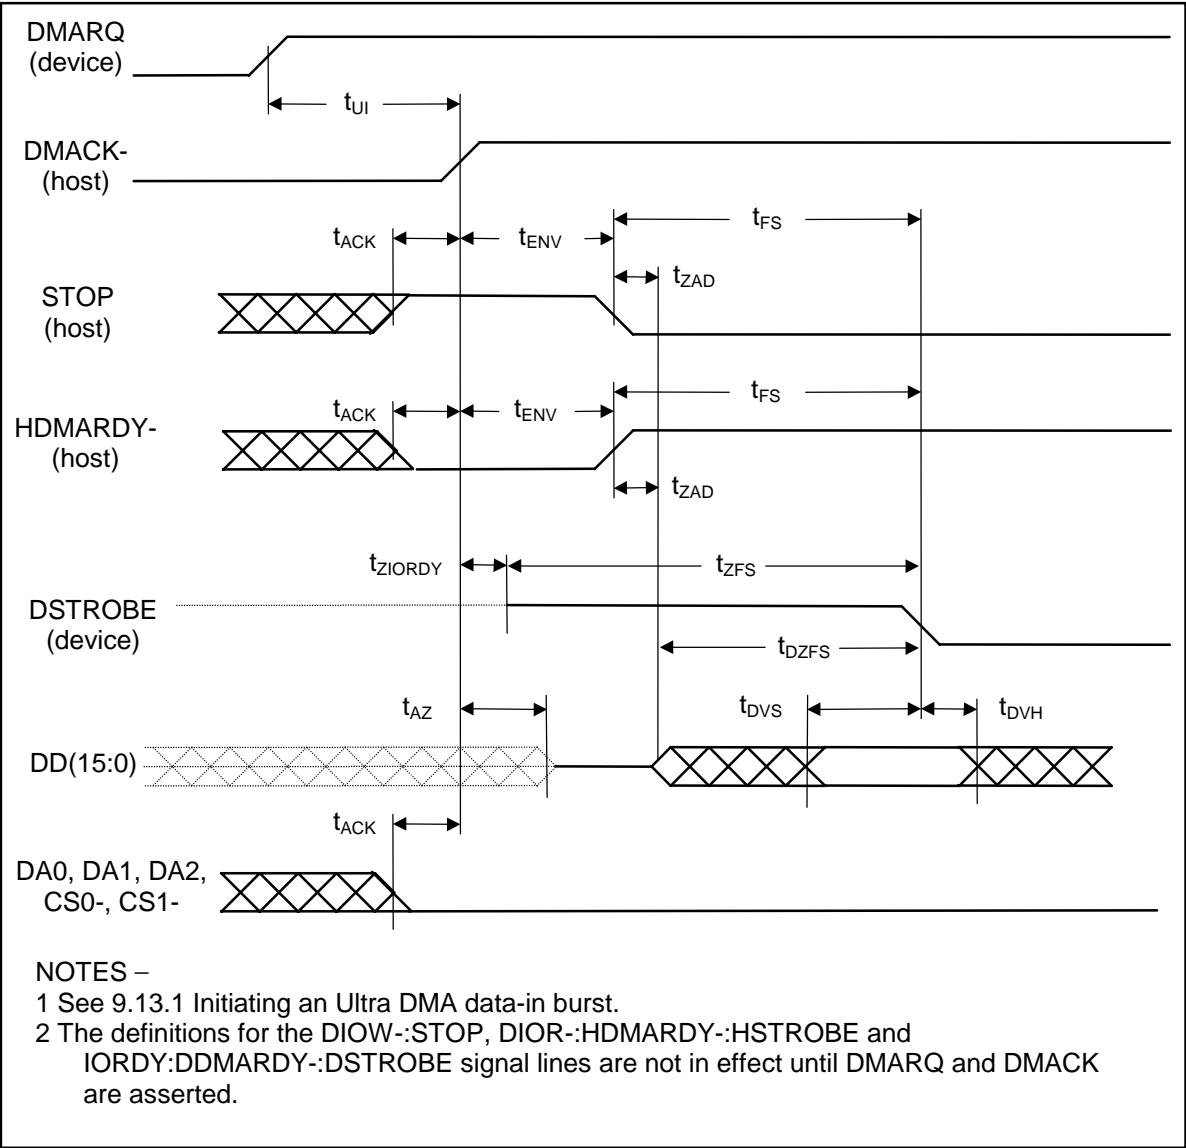 DMARQ
(device)
tUI
DMACK-
(host)
tFS
tACK
tENV
tZAD
STOP
(host)
tFS
tACK
tENV
HDMARDY-
(host)
tZAD
tZIORDY
tZFS
DSTROBE
(device)
tDZFS
tAZ
tDVS
tDVH
DD(15:0)
tACK
DA0, DA1, DA2,
CS0-, CS1-
NOTES –
1 See 9.13.1 Initiating an Ultra DMA data-in burst.
2 The definitions for the DIOW-:STOP, DIOR-:HDMARDY-:HSTROBE and
IORDY:DDMARDY-:DSTROBE signal lines are not in effect until DMARQ and DMACK
are asserted.